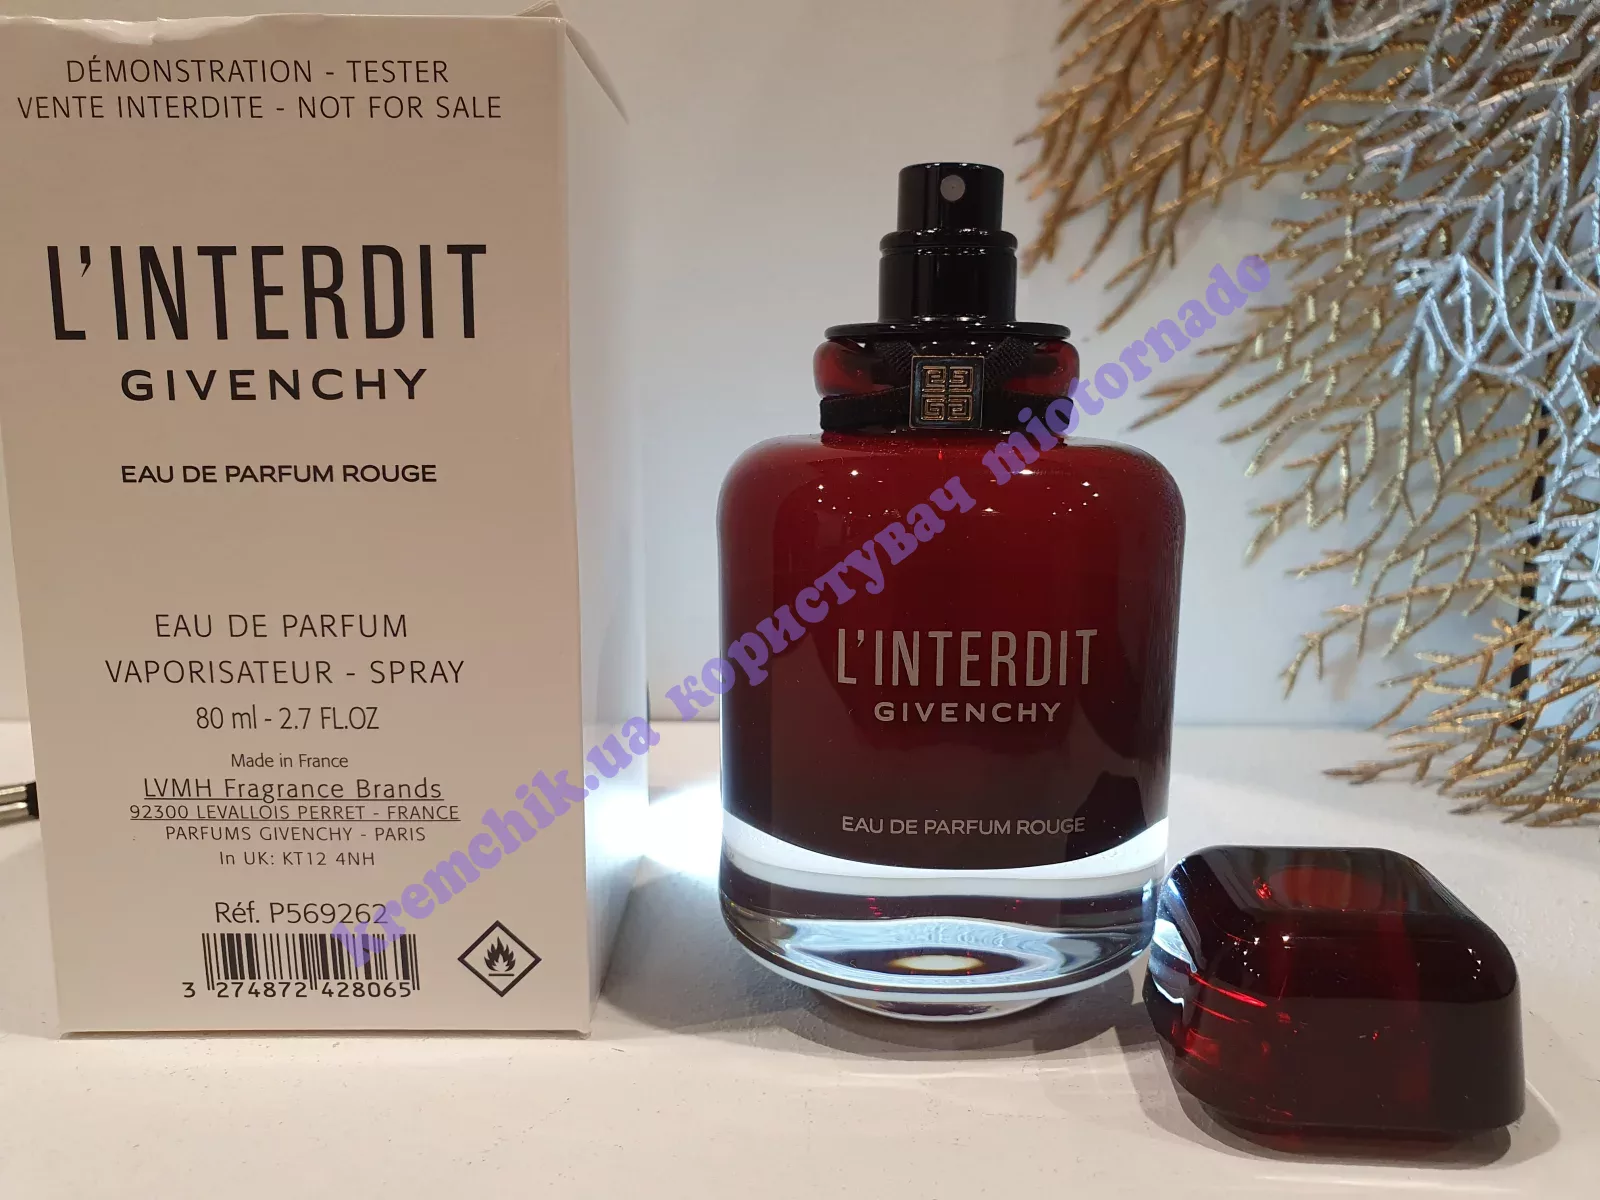 DÉMONSTRATION - TESTER
VENTE INTERDITE - NOT FOR SALE
L'INTERDIT
GIVENCHY
EAU DE PARFUM ROUGE
EAU DE PARFUM
VAPORISATEUR - SPRAY
80 ml - 2.7 FL.OZ
Made in France
LVMH Fragrance Brands
92300 LEVALLOIS PERRET - FRANCE
PARFUMS GIVENCHY - PARIS
In UK: KT12 4NH
Réf. P569262
3 274872 428065
L'INTERDIT
GIVENCHY
EAU DE PARFUM ROUGE
kremchik.ua користувач miotornado